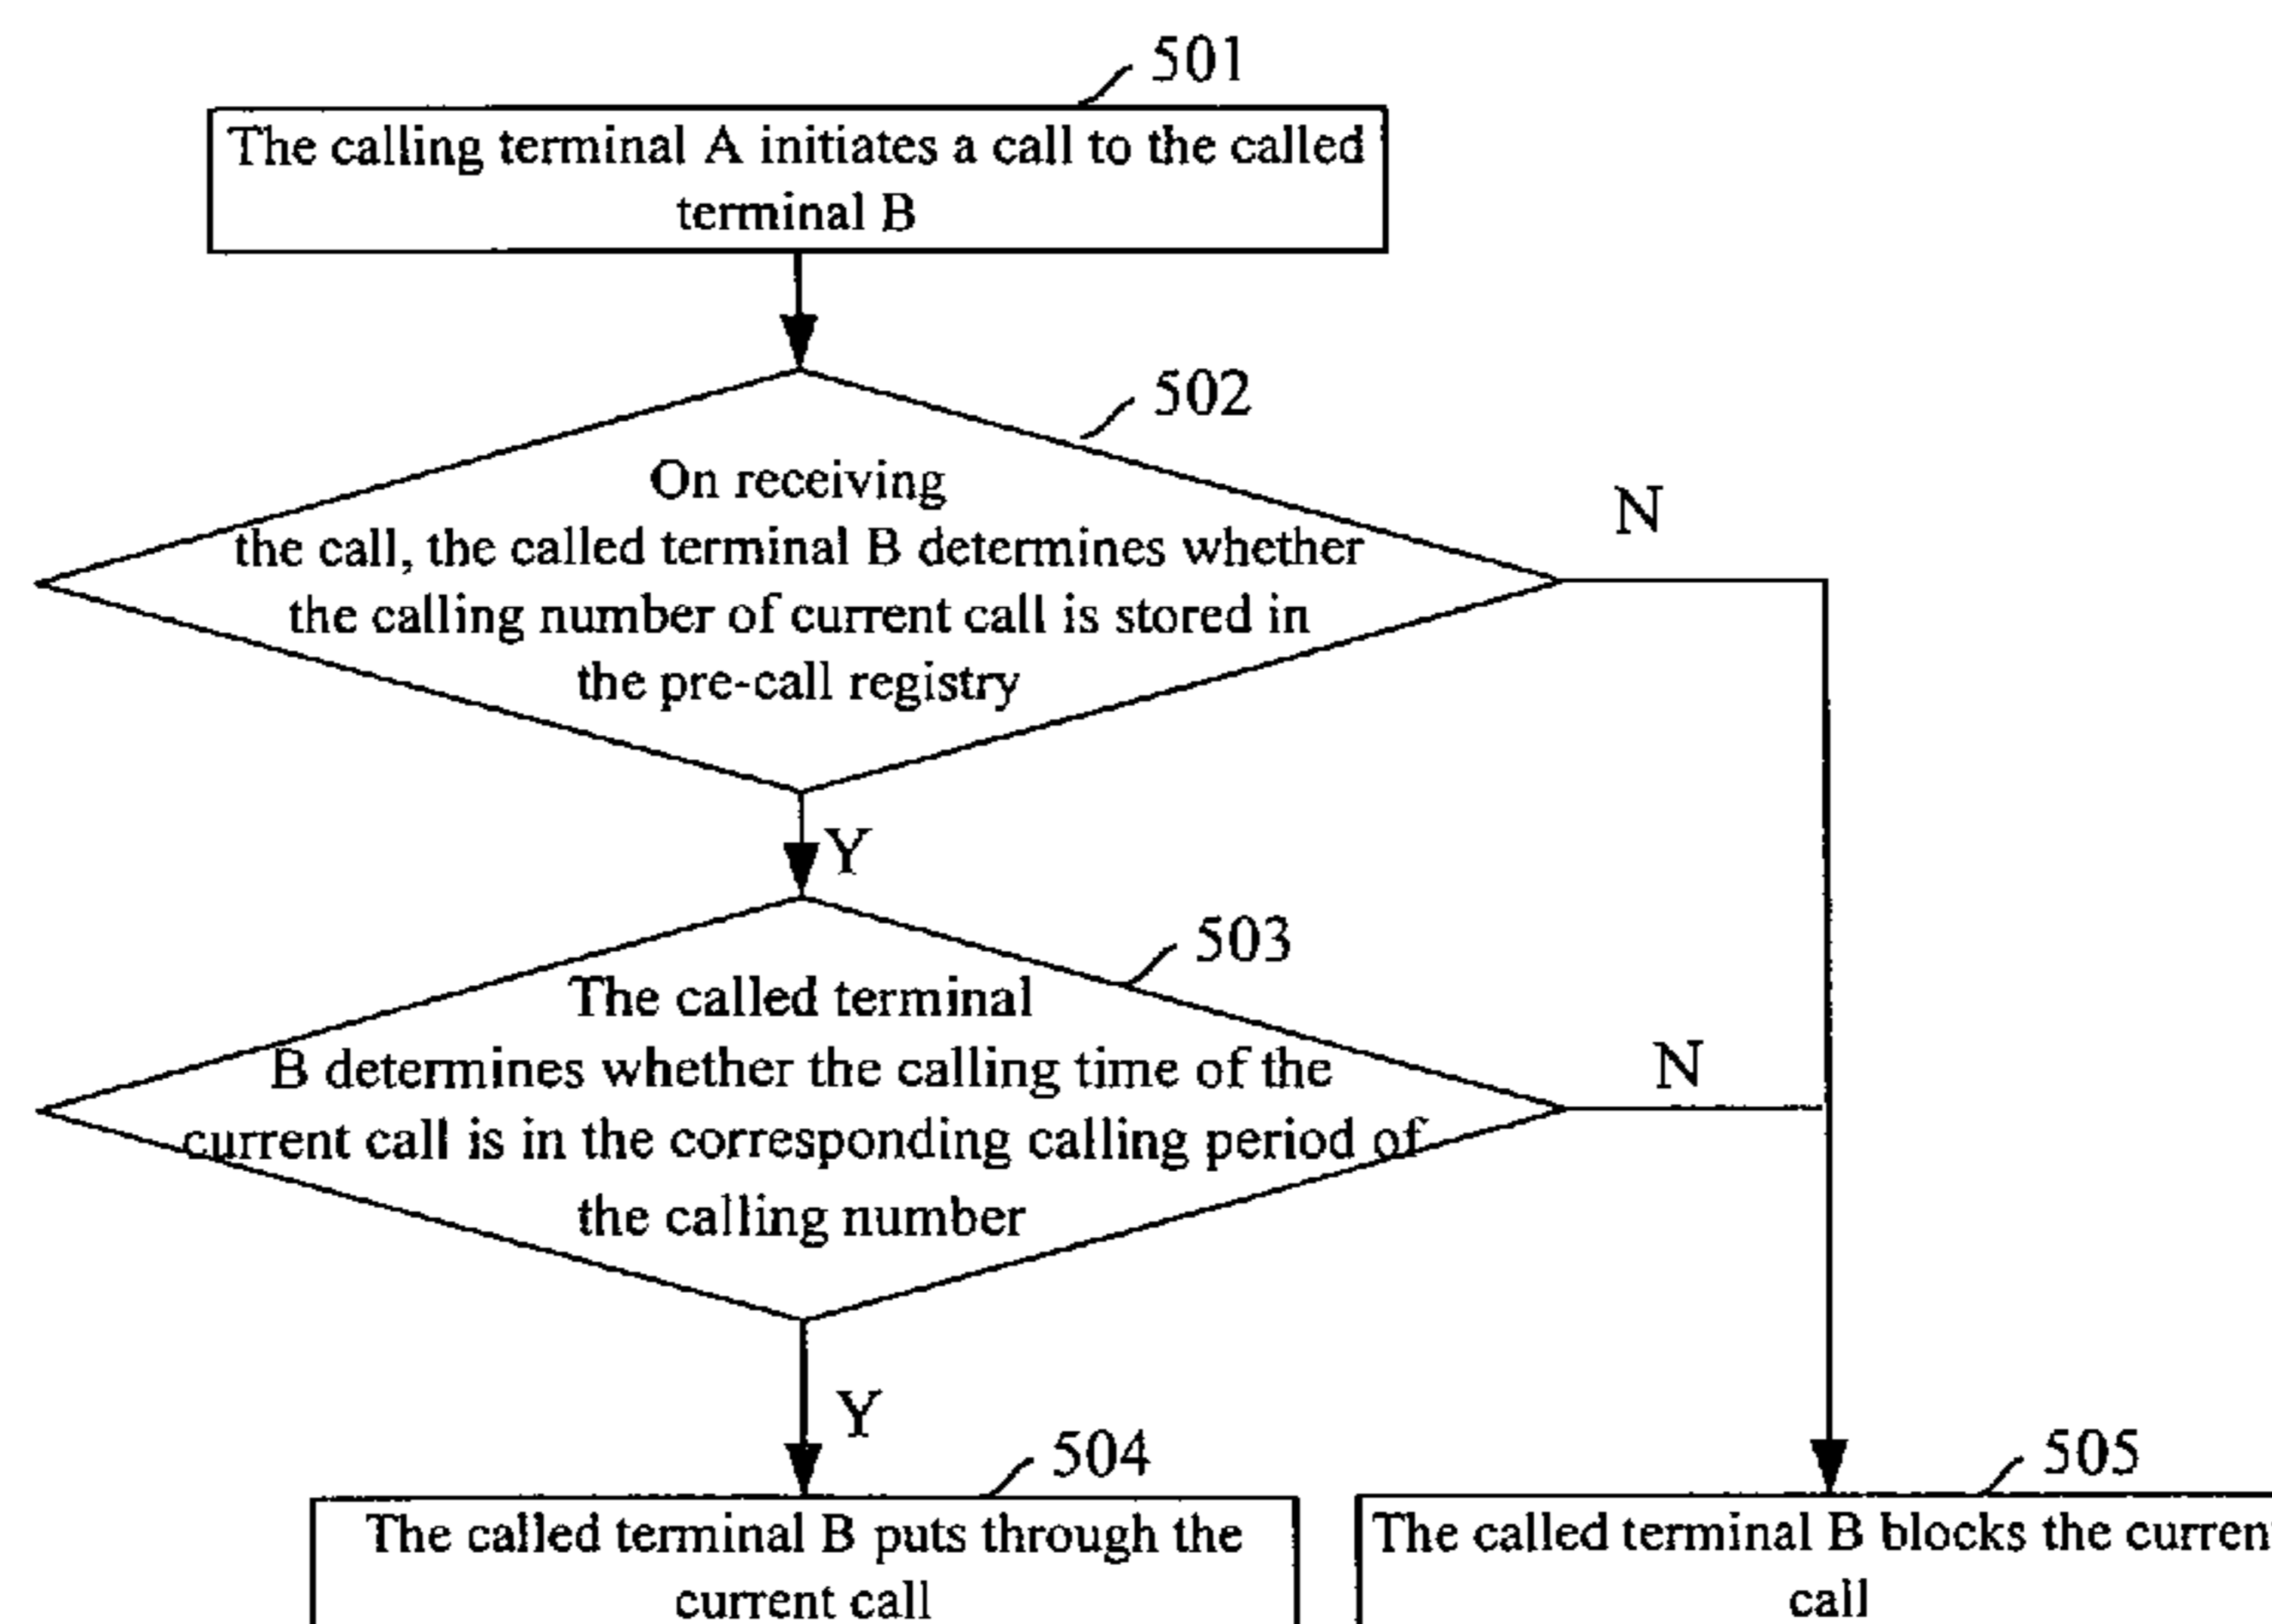 501
The calling terminal A initiates a call to the called
terminal B
502
On receiving
the call, the called terminal B determines whether
the calling number of current call is stored in
the pre-call registry
N
Y
503
The called terminal
B determines whether the calling time of the
current call is in the corresponding calling period of
the calling number
N
Y
504
The called terminal B puts through the
current call
505
The called terminal B blocks the current
call